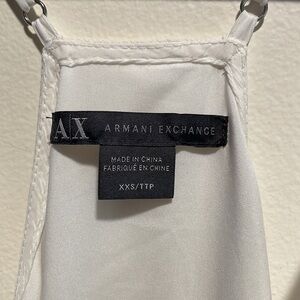 AX ARMANI EXCHANGE
MADE IN CHINA
FABRIQUÉ EN CHINE
XXS/TTP